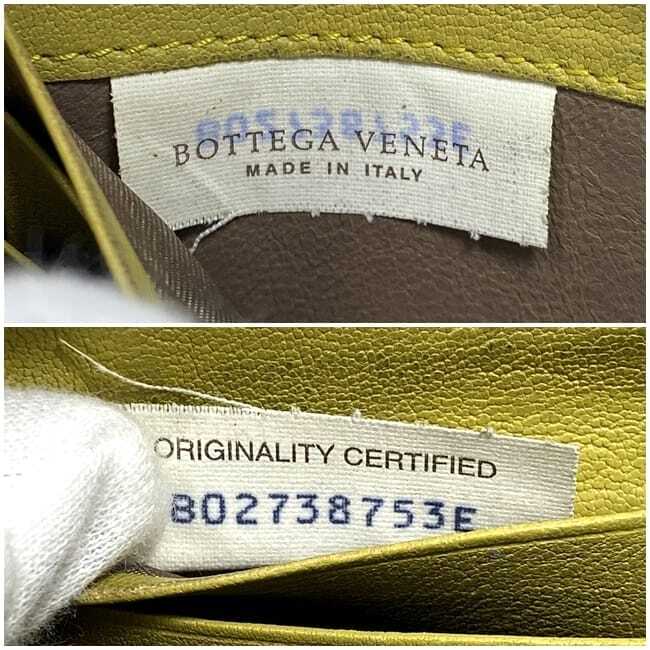 BOTTEGA VENETA
MADE IN ITALY
ORIGINALITY CERTIFIED
B02738753E